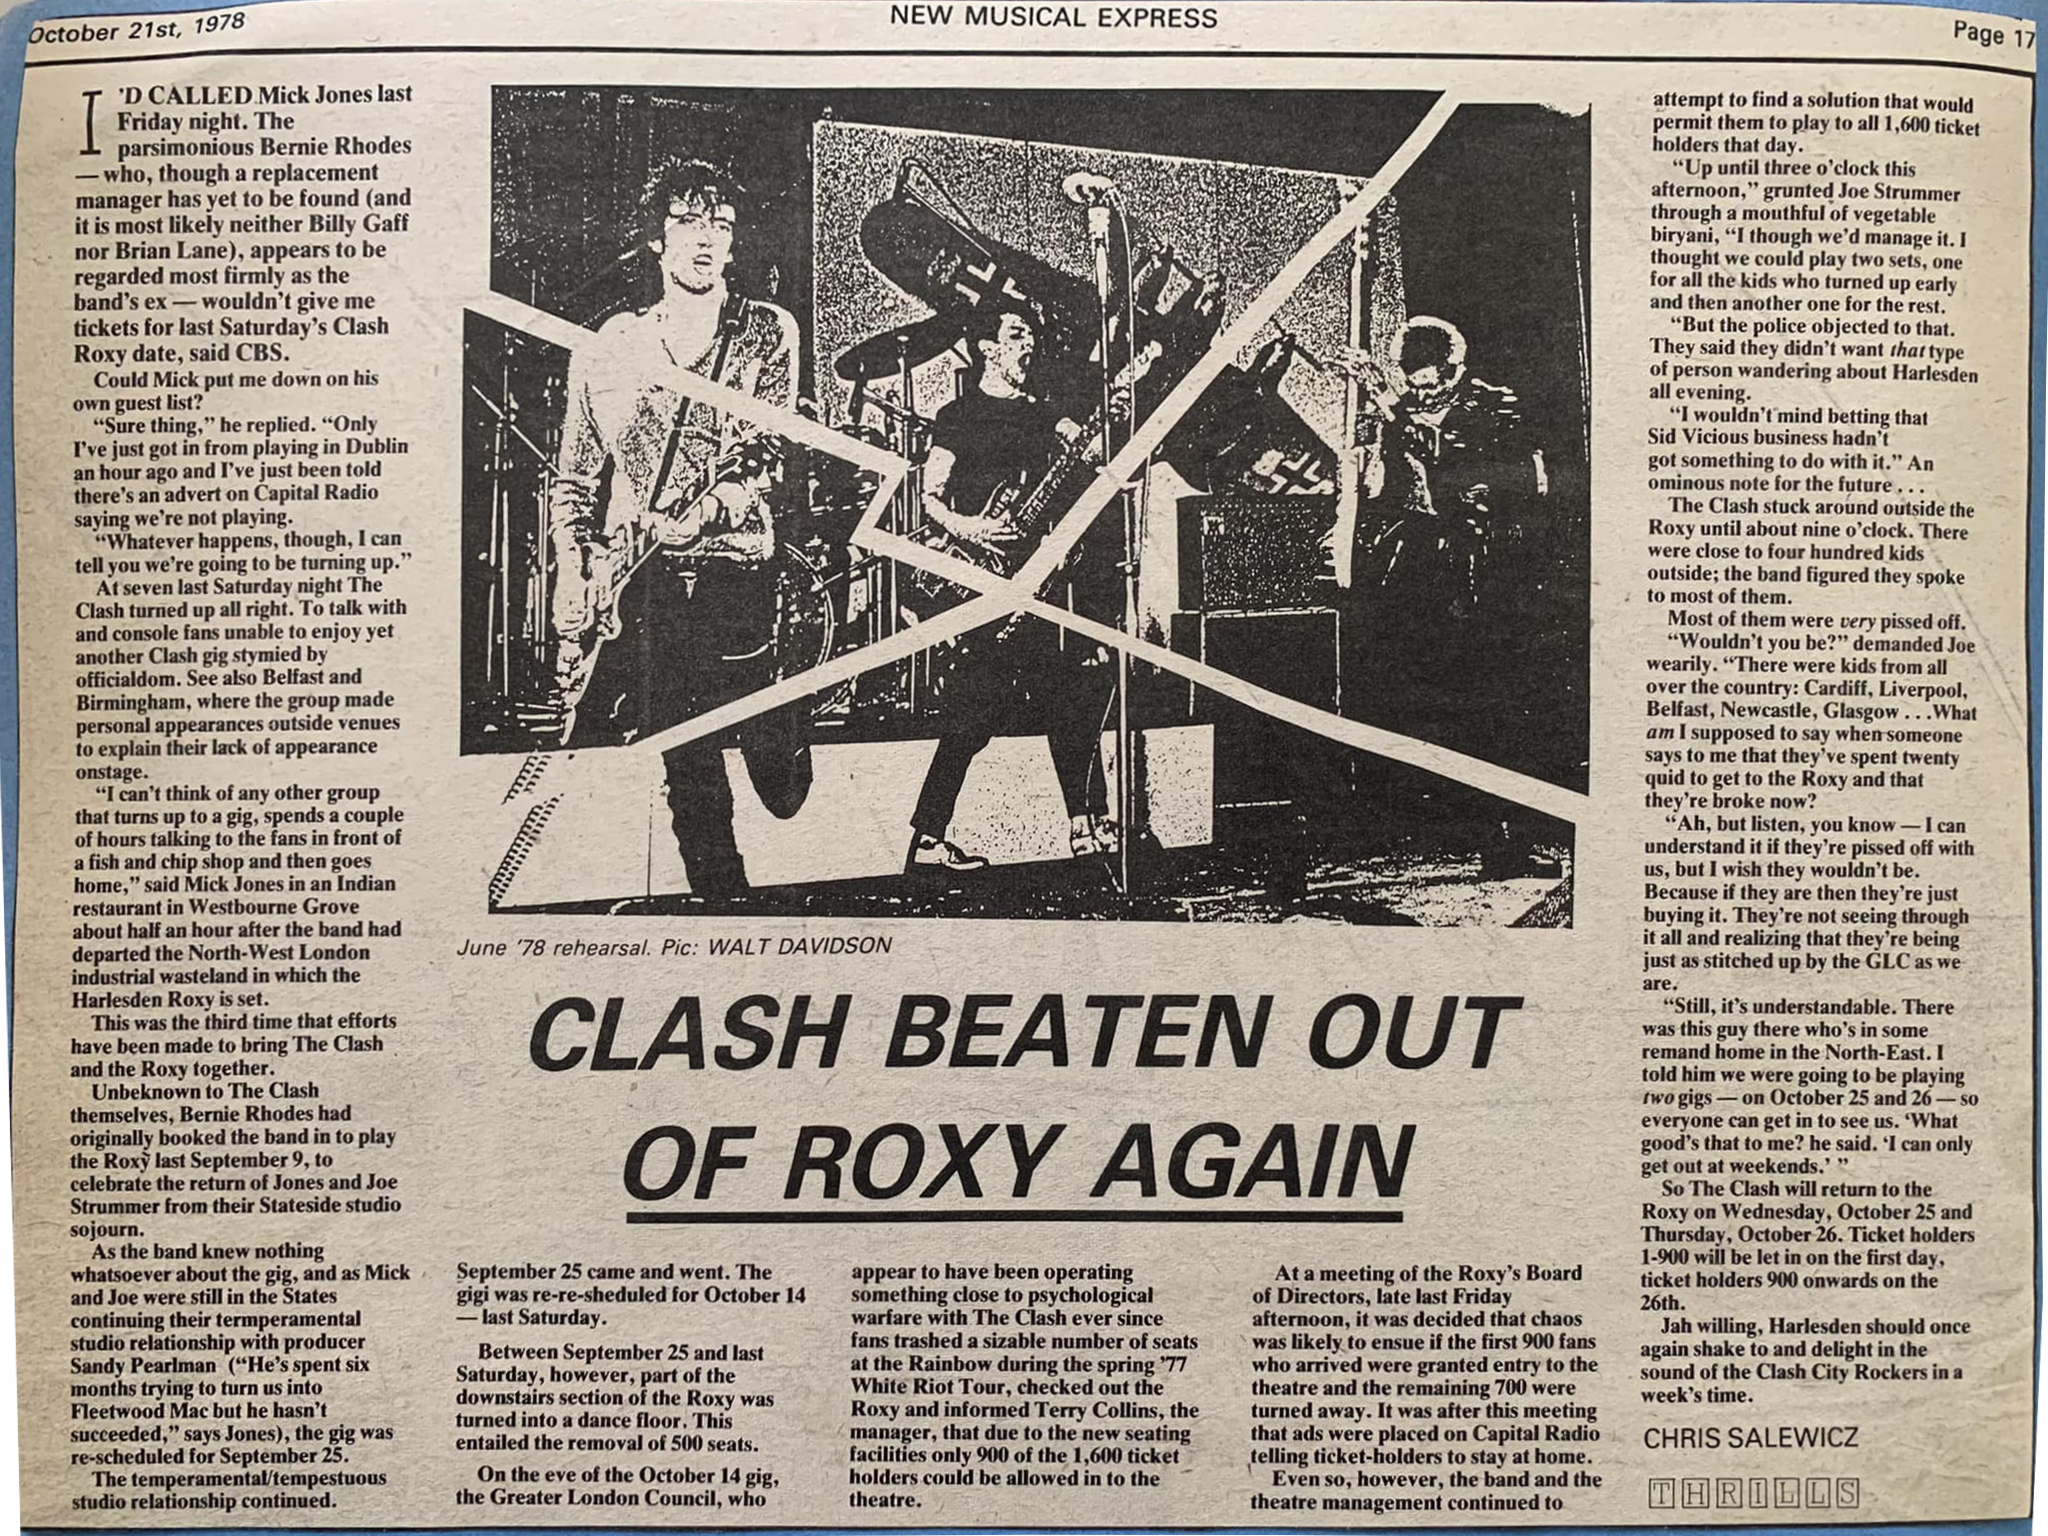 October 21st, 1978
NEW MUSICAL EXPRESS
Page 17
I'D CALLED Mick Jones last
Friday night. The
parsimonious Bernie Rhodes
— who, though a replacement
manager has yet to be found (and
it is most likely neither Billy Gaff
nor Brian Lane), appears to be
regarded most firmly as the
band's ex — wouldn't give me
tickets for last Saturday's Clash
Roxy date, said CBS.
Could Mick put me down on his
own guest list?
“Sure thing,” he replied. “Only
I've just got in from playing in Dublin
an hour ago and I've just been told
there's an advert on Capital Radio
saying we're not playing.
“Whatever happens, though, I can
tell you we're going to be turning up.”
At seven last Saturday night The
Clash turned up all right. To talk with
and console fans unable to enjoy yet
another Clash gig stymied by
officialdom. See also Belfast and
Birmingham, where the group made
personal appearances outside venues
to explain their lack of appearance
onstage.
“I can't think of any other group
that turns up to a gig, spends a couple
of hours talking to the fans in front of
a fish and chip shop and then goes
home,” said Mick Jones in an Indian
restaurant in Westbourne Grove
about half an hour after the band had
departed the North-West London
industrial wasteland in which the
Harlesden Roxy is set.
This was the third time that efforts
have been made to bring The Clash
and the Roxy together.
Unbeknown to The Clash
themselves, Bernie Rhodes had
originally booked the band in to play
the Roxy last September 9, to
celebrate the return of Jones and Joe
Strummer from their Stateside studio
sojourn.
As the band knew nothing
whatsoever about the gig, and as Mick
and Joe were still in the States
continuing their termperamental
studio relationship with producer
Sandy Pearlman (“He's spent six
months trying to turn us into
Fleetwood Mac but he hasn't
succeeded,” says Jones), the gig was
re-scheduled for September 25.
The temperamental/tempestuous
studio relationship continued.
June '78 rehearsal. Pic: WALT DAVIDSON
CLASH BEATEN OUT
OF ROXY AGAIN
September 25 came and went. The
gigi was re-re-sheduled for October 14
— last Saturday.
Between September 25 and last
Saturday, however, part of the
downstairs section of the Roxy was
turned into a dance floor. This
entailed the removal of 500 seats.
On the eve of the October 14 gig,
the Greater London Council, who
appear to have been operating
something close to psychological
warfare with The Clash ever since
fans trashed a sizable number of seats
at the Rainbow during the spring '77
White Riot Tour, checked out the
Roxy and informed Terry Collins, the
manager, that due to the new seating
facilities only 900 of the 1,600 ticket
holders could be allowed in to the
theatre.
At a meeting of the Roxy's Board
of Directors, late last Friday
afternoon, it was decided that chaos
was likely to ensue if the first 900 fans
who arrived were granted entry to the
theatre and the remaining 700 were
turned away. It was after this meeting
that ads were placed on Capital Radio
telling ticket-holders to stay at home.
Even so, however, the band and the
theatre management continued to
attempt to find a solution that would
permit them to play to all 1,600 ticket
holders that day.
“Up until three o'clock this
afternoon,” grunted Joe Strummer
through a mouthful of vegetable
biryani, “I though we'd manage it. I
thought we could play two sets, one
for all the kids who turned up early
and then another one for the rest.
“But the police objected to that.
They said they didn't want that type
of person wandering about Harlesden
all evening.
“I wouldn't mind betting that
Sid Vicious business hadn't
got something to do with it.” An
ominous note for the future . . .
The Clash stuck around outside the
Roxy until about nine o'clock. There
were close to four hundred kids
outside; the band figured they spoke
to most of them.
Most of them were very pissed off.
“Wouldn't you be?” demanded Joe
wearily. “There were kids from all
over the country: Cardiff, Liverpool,
Belfast, Newcastle, Glasgow . . . What
am I supposed to say when someone
says to me that they've spent twenty
quid to get to the Roxy and that
they're broke now?
“Ah, but listen, you know — I can
understand it if they're pissed off with
us, but I wish they wouldn't be.
Because if they are then they're just
buying it. They're not seeing through
it all and realizing that they're being
just as stitched up by the GLC as we
are.
“Still, it's understandable. There
was this guy there who's in some
remand home in the North-East. I
told him we were going to be playing
two gigs — on October 25 and 26 — so
everyone can get in to see us. ‘What
good's that to me? he said. ‘I can only
get out at weekends.’ ”
So The Clash will return to the
Roxy on Wednesday, October 25 and
Thursday, October 26. Ticket holders
1-900 will be let in on the first day,
ticket holders 900 onwards on the
26th.
Jah willing, Harlesden should once
again shake to and delight in the
sound of the Clash City Rockers in a
week's time.
CHRIS SALEWICZ
THRILLS